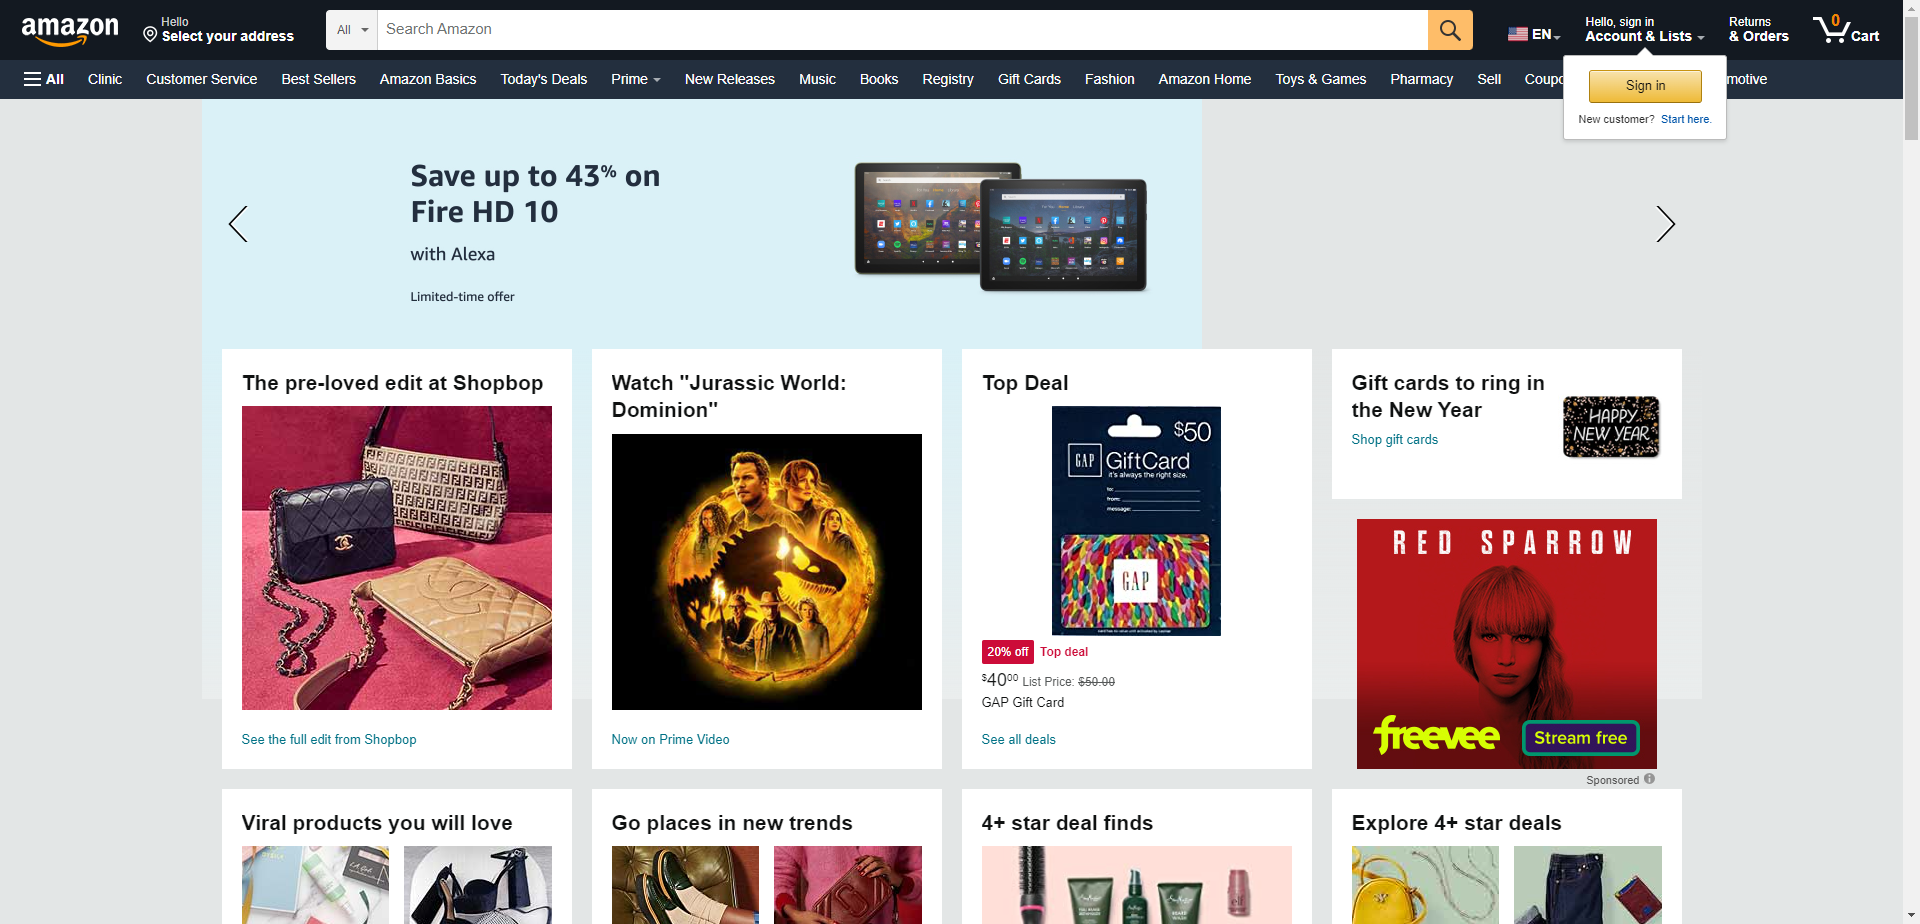 amazon
Hello
Select your address
All
Search Amazon
EN
Hello, sign in
Account & Lists
Returns
& Orders
0
Cart
All
Clinic
Customer Service
Best Sellers
Amazon Basics
Today's Deals
Prime
New Releases
Music
Books
Registry
Gift Cards
Fashion
Amazon Home
Toys & Games
Pharmacy
Sell
Coupo
motive
Sign in
New customer? Start here.
Save up to 43% on
Fire HD 10
with Alexa
Limited-time offer
The pre-loved edit at Shopbop
See the full edit from Shopbop
Watch "Jurassic World:
Dominion"
Now on Prime Video
Top Deal
$50
GAP GiftCard
it's always the right size.
to:
from:
message:
GAP
20% off Top deal
$40.00 List Price: $50.00
GAP Gift Card
See all deals
Gift cards to ring in
the New Year
Shop gift cards
HAPPY
NEW YEAR
RED SPARROW
freevee
Stream free
Sponsored
Viral products you will love
Go places in new trends
4+ star deal finds
Explore 4+ star deals